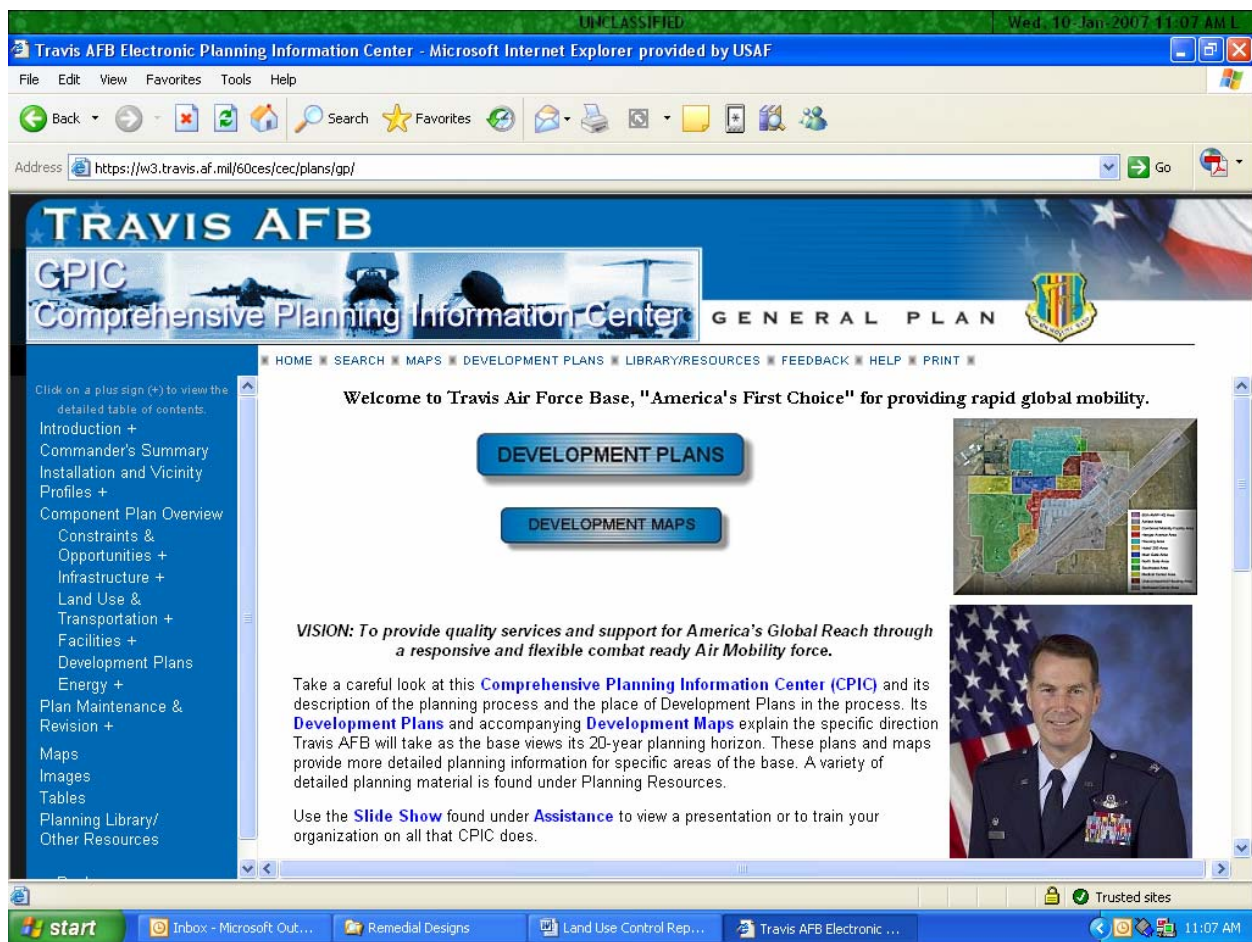 UNCLASSIFIED
Wed, 10-Jan-2007 11:07 AM L
Travis AFB Electronic Planning Information Center - Microsoft Internet Explorer provided by USAF
File Edit View Favorites Tools Help
Back Search Favorites
Address https://w3.travis.af.mil/60ces/cec/plans/gp/ Go
TRAVIS AFB
CPIC
Comprehensive Planning Information Center
GENERAL PLAN
HOME SEARCH MAPS DEVELOPMENT PLANS LIBRARY/RESOURCES FEEDBACK HELP PRINT
Click on a plus sign (+) to view the
detailed table of contents.
Introduction +
Commander's Summary
Installation and Vicinity
Profiles +
Component Plan Overview
Constraints &
Opportunities +
Infrastructure +
Land Use &
Transportation +
Facilities +
Development Plans
Energy +
Plan Maintenance &
Revision +
Maps
Images
Tables
Planning Library/
Other Resources
Welcome to Travis Air Force Base, "America's First Choice" for providing rapid global mobility.
DEVELOPMENT PLANS
DEVELOPMENT MAPS
VISION: To provide quality services and support for America's Global Reach through
a responsive and flexible combat ready Air Mobility force.
Take a careful look at this Comprehensive Planning Information Center (CPIC) and its
description of the planning process and the place of Development Plans in the process. Its
Development Plans and accompanying Development Maps explain the specific direction
Travis AFB will take as the base views its 20-year planning horizon. These plans and maps
provide more detailed planning information for specific areas of the base. A variety of
detailed planning material is found under Planning Resources.
Use the Slide Show found under Assistance to view a presentation or to train your
organization on all that CPIC does.
Trusted sites
start
Inbox - Microsoft Out...
Remedial Designs
Land Use Control Rep...
Travis AFB Electronic ...
11:07 AM